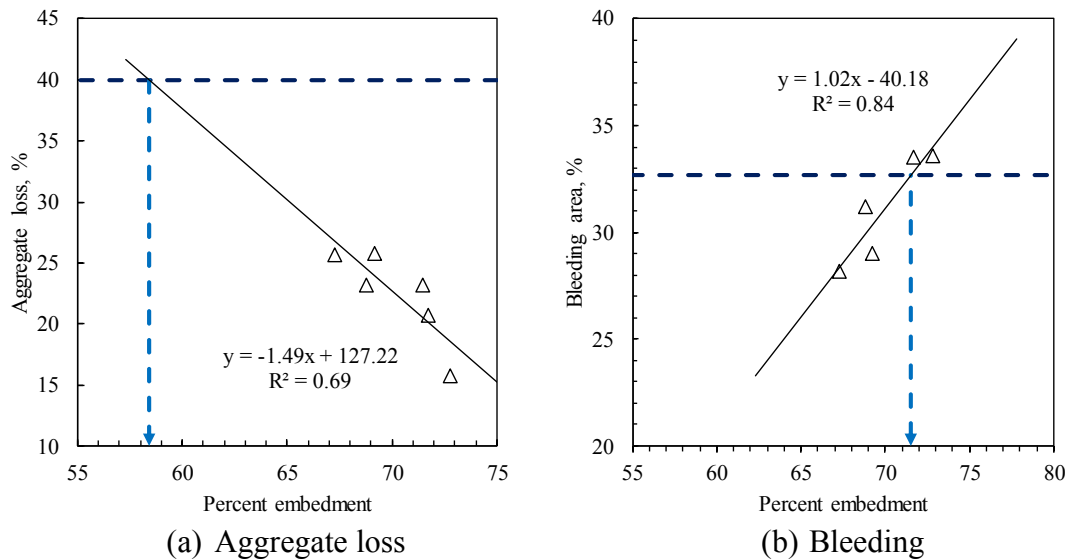 45
40
35
30
25
20
15
10
Aggregate loss, %
y = -1.49x + 127.22
R² = 0.69
55 60 65 70 75
Percent embedment
(a) Aggregate loss
40
35
30
25
20
Bleeding area, %
y = 1.02x - 40.18
R² = 0.84
55 60 65 70 75 80
Percent embedment
(b) Bleeding